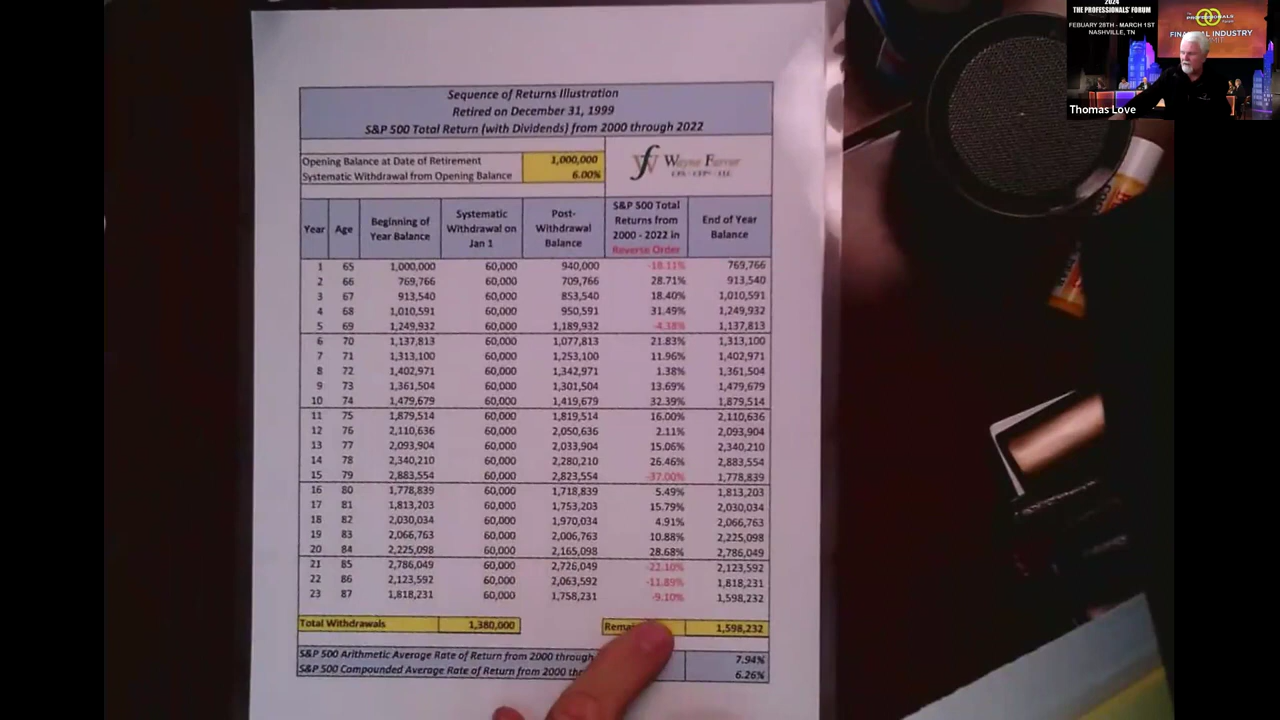 2024
THE PROFESSIONALS' FORUM
FEBUARY 28TH - MARCH 1ST
NASHVILLE, TN
PROFESSIONALS
FINANCIAL INDUSTRY
Thomas Love
Sequence of Returns Illustration
Retired on December 31, 1999
S&P 500 Total Return (with Dividends) from 2000 through 2022
Opening Balance at Date of Retirement 1,000,000
Systematic Withdrawal from Opening Balance 6.00%
Wayne
Year Age Beginning of Year Balance Systematic Withdrawal on Jan 1 Post-Withdrawal Balance S&P 500 Total Returns from 2000 - 2022 in Reverse Order End of Year Balance
1 65 1,000,000 60,000 940,000 -18.11% 769,766
2 66 769,766 60,000 709,766 28.71% 913,540
3 67 913,540 60,000 853,540 18.40% 1,010,591
4 68 1,010,591 60,000 950,591 31.49% 1,249,932
5 69 1,249,932 60,000 1,189,932 -4.38% 1,137,813
6 70 1,137,813 60,000 1,077,813 21.83% 1,313,100
7 71 1,313,100 60,000 1,253,100 11.96% 1,402,971
8 72 1,402,971 60,000 1,342,971 1.38% 1,361,504
9 73 1,361,504 60,000 1,301,504 13.69% 1,479,679
10 74 1,479,679 60,000 1,419,679 32.39% 1,879,514
11 75 1,879,514 60,000 1,819,514 16.00% 2,110,636
12 76 2,110,636 60,000 2,050,636 2.11% 2,093,904
13 77 2,093,904 60,000 2,033,904 15.06% 2,340,210
14 78 2,340,210 60,000 2,280,210 26.46% 2,883,554
15 79 2,883,554 60,000 2,823,554 -37.00% 1,778,839
16 80 1,778,839 60,000 1,718,839 5.49% 1,813,203
17 81 1,813,203 60,000 1,753,203 15.79% 2,030,034
18 82 2,030,034 60,000 1,970,034 4.91% 2,066,763
19 83 2,066,763 60,000 2,006,763 10.88% 2,225,098
20 84 2,225,098 60,000 2,165,098 28.68% 2,786,049
21 85 2,786,049 60,000 2,726,049 -22.10% 2,123,592
22 86 2,123,592 60,000 2,063,592 -11.89% 1,818,231
23 87 1,818,231 60,000 1,758,231 -9.10% 1,598,232
Total Withdrawals 1,380,000 Rema 1,598,232
S&P 500 Arithmetic Average Rate of Return from 2000 through 7.94%
S&P 500 Compounded Average Rate of Return from 2000 thr 6.26%